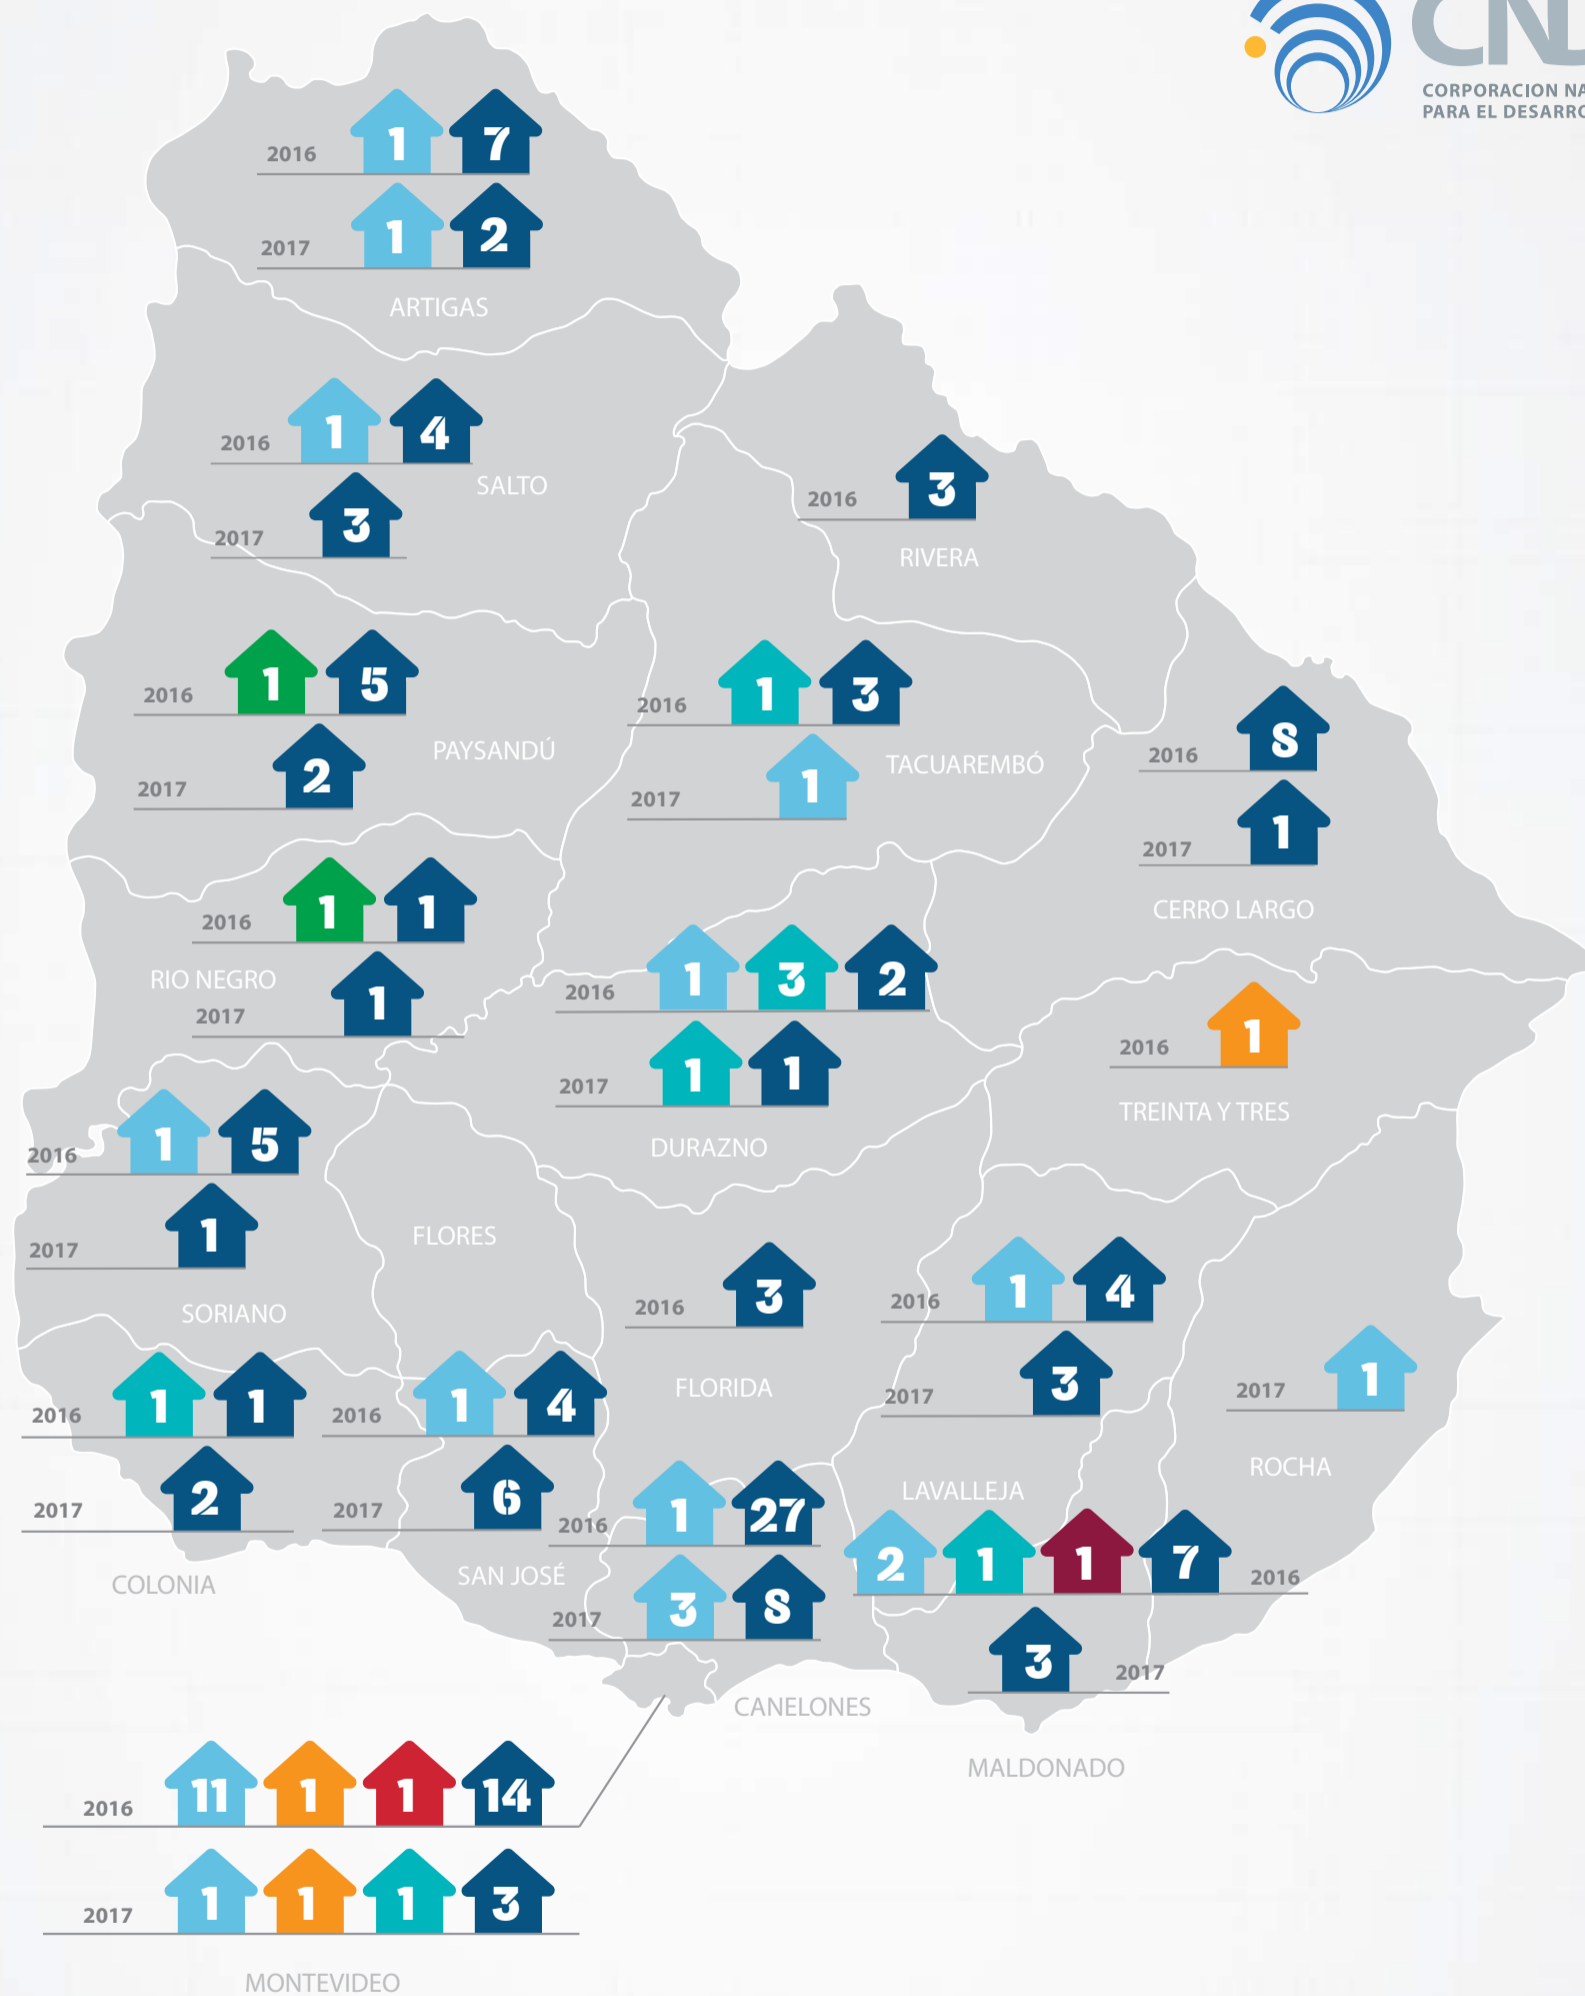 CND
CORPORACION NA
PARA EL DESARRO
2016 1 7
2017 1 2
ARTIGAS
2016 1 4
SALTO
2017 3
2016 3
RIVERA
2016 1 5
PAYSANDÚ
2017 2
2016 1 3
TACUAREMBÓ
2017 1
2016 8
2017 1
CERRO LARGO
2016 1 1
RIO NEGRO
2017 1
2016 1 3 2
2017 1 1
DURAZNO
2016 1
TREINTA Y TRES
2016 1 5
2017 1
SORIANO
FLORES
2016 3
FLORIDA
2016 1 4
2017 3
LAVALLEJA
2017 1
ROCHA
2016 1 1
2017 2
COLONIA
2016 1 4
2017 6
SAN JOSÉ
2016 1 27
2017 3 8
CANELONES
2 1 1 7 2016
3 2017
MALDONADO
2016 11 1 1 14
2017 1 1 1 3
MONTEVIDEO